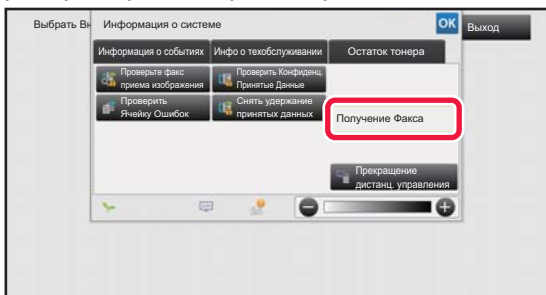 Выбрать Вн
Информация о системе
OK
Выход
Информация о событиях
Инфо о техобслуживании
Остаток тонера
Проверьте факс
приема изображения
Проверить Конфиденц.
Принятые Данные
Проверить
Ячейку Ошибок
Снять удержание
принятых данных
Получение Факса
Прекращение
дистанц. управления